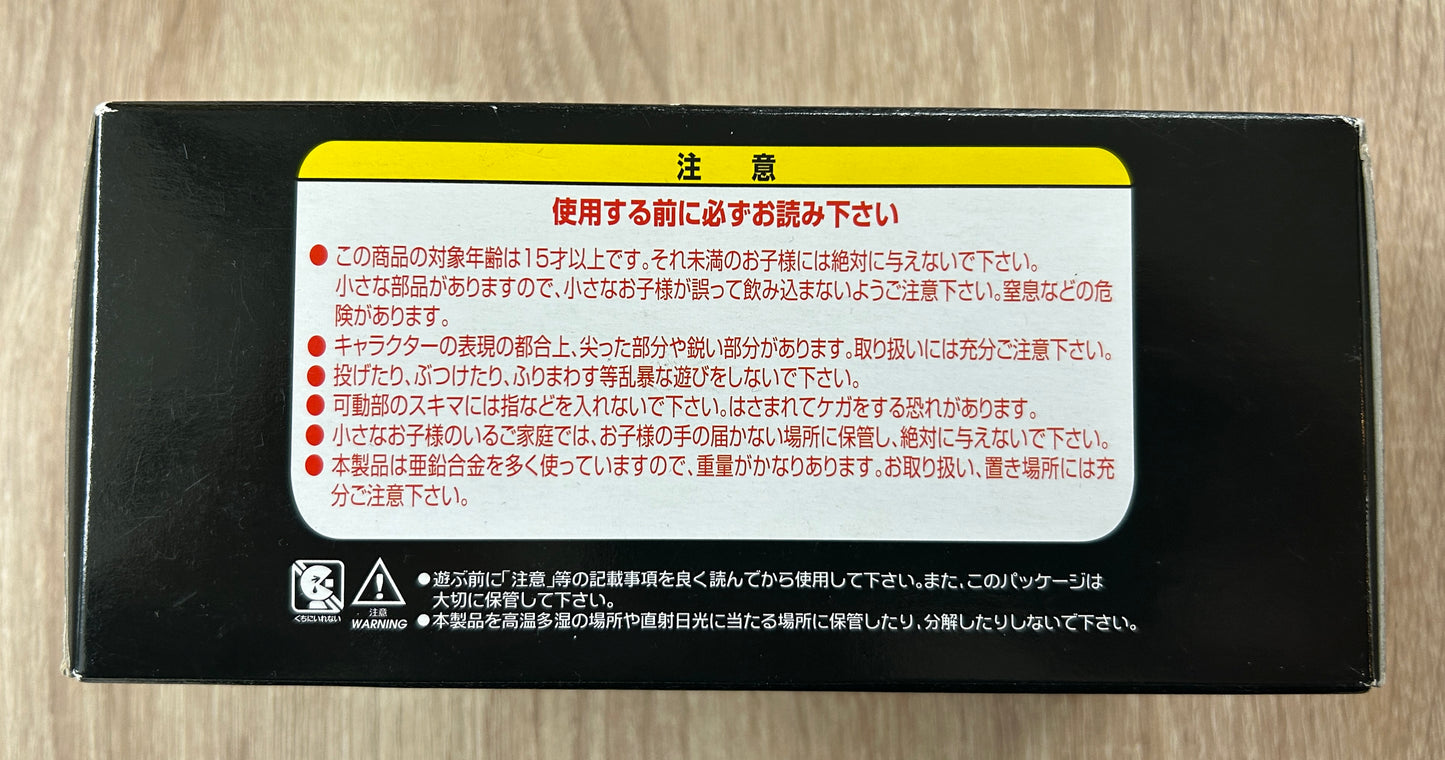 注　意
使用する前に必ずお読み下さい
●この商品の対象年齢は15才以上です。それ未満のお子様には絶対に与えないで下さい。
小さな部品がありますので、小さなお子様が誤って飲み込まないようご注意下さい。窒息などの危
険があります。
●キャラクターの表現の都合上、尖った部分や鋭い部分があります。取り扱いには充分ご注意下さい。
●投げたり、ぶつけたり、ふりまわす等乱暴な遊びをしないで下さい。
●可動部のスキマには指などを入れないで下さい。はさまれてケガをする恐れがあります。
●小さなお子様のいるご家庭では、お子様の手の届かない場所に保管し、絶対に与えないで下さい。
●本製品は亜鉛合金を多く使っていますので、重量がかなりあります。お取り扱い、置き場所には充
分ご注意下さい。
くちにいれない
注意
WARNING
●遊ぶ前に「注意」等の記載事項を良く読んでから使用して下さい。また、このパッケージは
大切に保管して下さい。
●本製品を高温多湿の場所や直射日光に当たる場所に保管したり、分解したりしないで下さい。